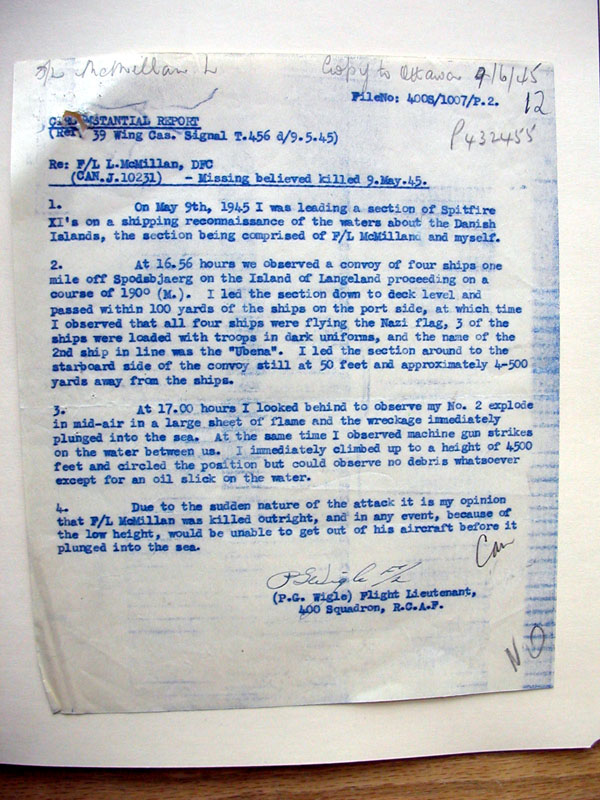 F/L McMillan L Copy to Ottawa 9/6/45
FileNo: 400S/1007/P.2. 12
P432455
STANTIAL REPORT
(Ref 39 Wing Cas. Signal T.456 d/9.5.45)
Re: F/L L.McMillan, DFC
(CAN.J.10231) - Missing believed killed 9.May.45.
1. On May 9th, 1945 I was leading a section of Spitfire
XI's on a shipping reconnaissance of the waters about the Danish
Islands, the section being comprised of F/L McMilland and myself.
2. At 16.56 hours we observed a convoy of four ships one
mile off Spodsbjaerg on the Island of Langeland proceeding on a
course of 190° (M.). I led the section down to deck level and
passed within 100 yards of the ships on the port side, at which time
I observed that all four ships were flying the Nazi flag, 3 of the
ships were loaded with troops in dark uniforms, and the name of the
2nd ship in line was the "Ubena". I led the section around to the
starboard side of the convoy still at 50 feet and approximately 4-500
yards away from the ships.
3. At 17.00 hours I looked behind to observe my No. 2 explode
in mid-air in a large sheet of flame and the wreckage immediately
plunged into the sea. At the same time I observed machine gun strikes
on the water between us. I immediately climbed up to a height of 4500
feet and circled the position but could observe no debris whatsoever
except for an oil slick on the water.
4. Due to the sudden nature of the attack it is my opinion
that F/L McMillan was killed outright, and in any event, because of
the low height, would be unable to get out of his aircraft before it
plunged into the sea.
Can
PGWigle F/L
(P.G. Wigle) Flight Lieutenant,
400 Squadron, R.C.A.F.
NO